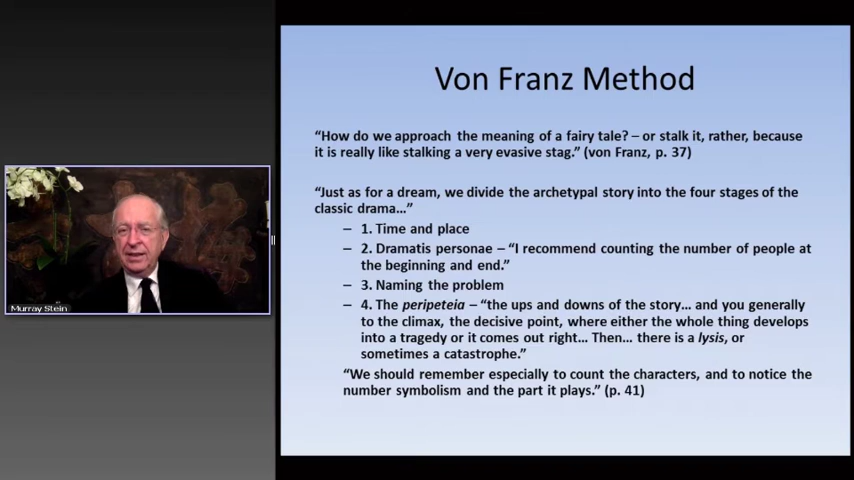 Von Franz Method
“How do we approach the meaning of a fairy tale? – or stalk it, rather, because
it is really like stalking a very evasive stag.” (von Franz, p. 37)
“Just as for a dream, we divide the archetypal story into the four stages of the
classic drama…”
– 1. Time and place
– 2. Dramatis personae – “I recommend counting the number of people at
the beginning and end.”
– 3. Naming the problem
– 4. The peripeteia – “the ups and downs of the story… and you generally
to the climax, the decisive point, where either the whole thing develops
into a tragedy or it comes out right… Then… there is a lysis, or
sometimes a catastrophe.”
“We should remember especially to count the characters, and to notice the
number symbolism and the part it plays.” (p. 41)
Murray Stein